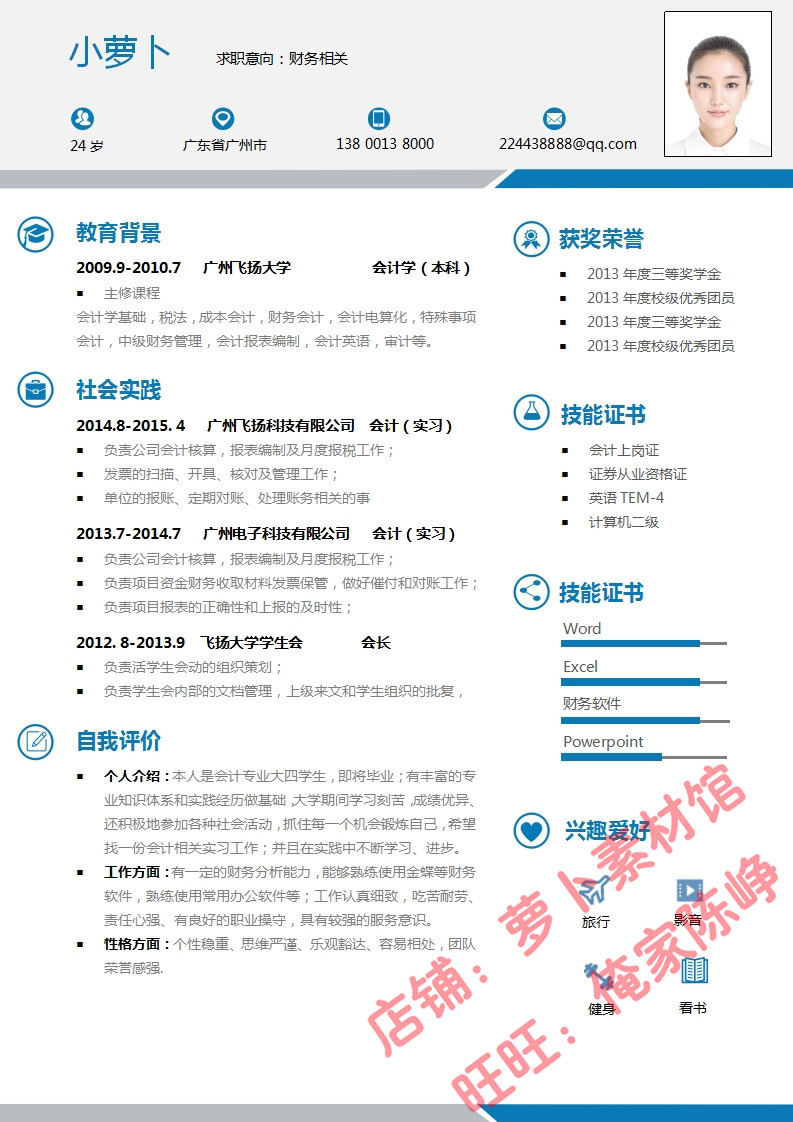 小萝卜
求职意向：财务相关
24 岁
广东省广州市
138 0013 8000
224438888@qq.com
教育背景
2009.9-2010.7 广州飞扬大学 会计学（本科）
主修课程
会计学基础，税法，成本会计，财务会计，会计电算化，特殊事项
会计，中级财务管理，会计报表编制，会计英语，审计等。
社会实践
2014.8-2015. 4 广州飞扬科技有限公司 会计（实习）
负责公司会计核算，报表编制及月度报税工作；
发票的扫描、开具、核对及管理工作；
单位的报账、定期对账、处理账务相关的事
2013.7-2014.7 广州电子科技有限公司 会计（实习）
负责公司会计核算，报表编制及月度报税工作；
负责项目资金财务收取材料发票保管，做好催付和对账工作；
负责项目报表的正确性和上报的及时性；
2012. 8-2013.9 飞扬大学学生会 会长
负责活学生会动的组织策划；
负责学生会内部的文档管理，上级来文和学生组织的批复，
自我评价
个人介绍：本人是会计专业大四学生，即将毕业；有丰富的专
业知识体系和实践经历做基础，大学期间学习刻苦，成绩优异、
还积极地参加各种社会活动，抓住每一个机会锻炼自己，希望
找一份会计相关实习工作；并且在实践中不断学习、进步。
工作方面：有一定的财务分析能力，能够熟练使用金蝶等财务
软件，熟练使用常用办公软件等；工作认真细致，吃苦耐劳、
责任心强、有良好的职业操守，具有较强的服务意识。
性格方面：个性稳重、思维严谨、乐观豁达、容易相处，团队
荣誉感强.
获奖荣誉
2013 年度三等奖学金
2013 年度校级优秀团员
2013 年度三等奖学金
2013 年度校级优秀团员
技能证书
会计上岗证
证券从业资格证
英语 TEM-4
计算机二级
技能证书
Word
Excel
财务软件
Powerpoint
兴趣爱好
旅行
影音
健身
看书
店铺：萝卜素材馆
旺旺：俺家陈峥